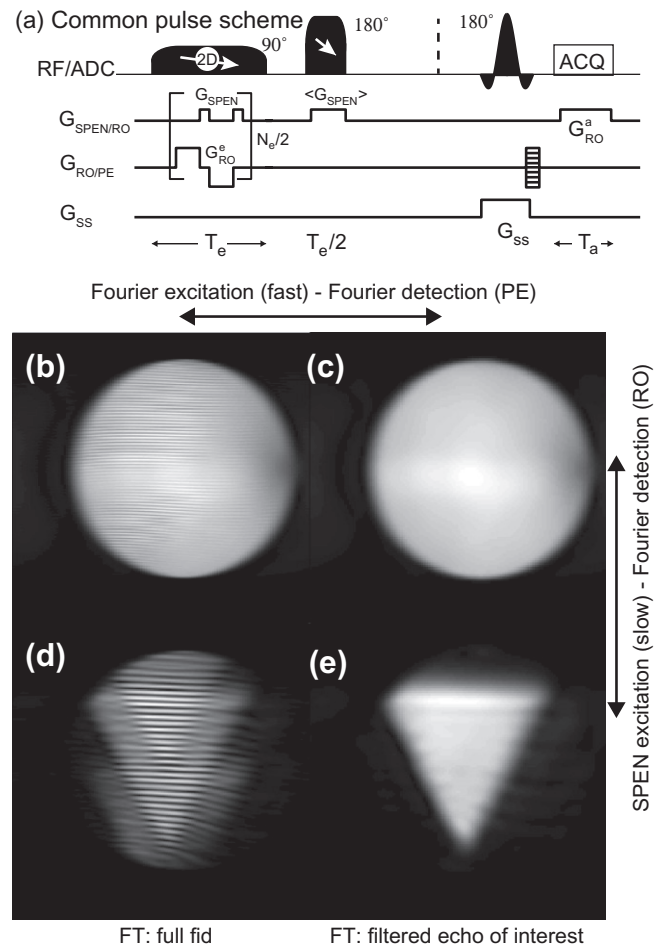 (a) Common pulse scheme
90° 180° 180°
RF/ADC 2D ACQ
G_SPEN <G_SPEN>
G_SPEN/RO N_e/2 G^a_RO
G_RO/PE G^e_RO
G_SS G_ss
T_e T_e/2 T_a
Fourier excitation (fast) - Fourier detection (PE)
(b) (c)
(d) (e)
SPEN excitation (slow) - Fourier detection (RO)
FT: full fid FT: filtered echo of interest